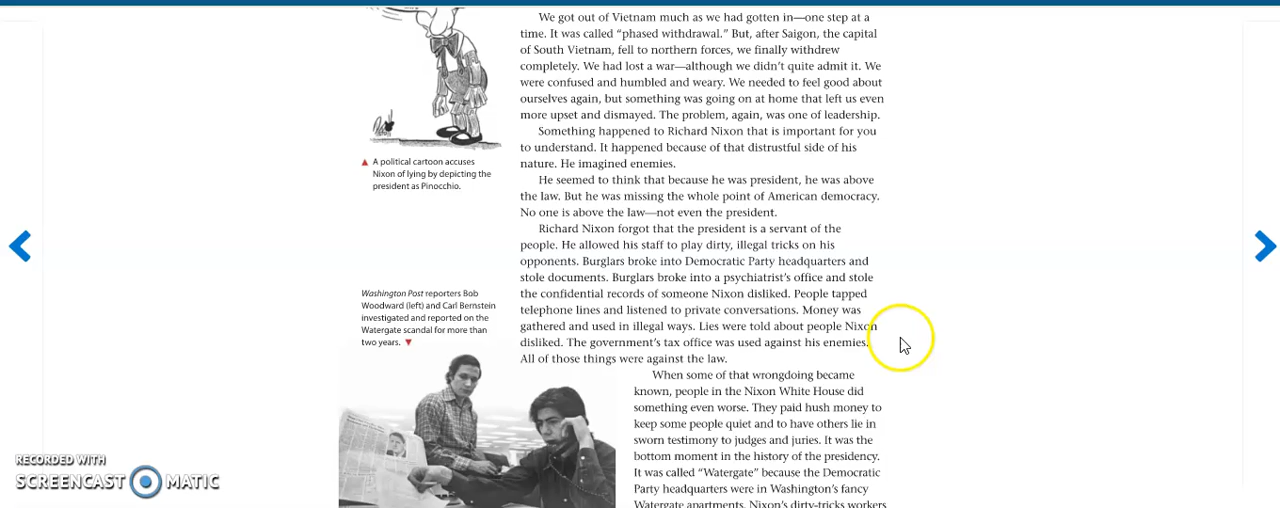 We got out of Vietnam much as we had gotten in—one step at a
time. It was called “phased withdrawal.” But, after Saigon, the capital
of South Vietnam, fell to northern forces, we finally withdrew
completely. We had lost a war—although we didn’t quite admit it. We
were confused and humbled and weary. We needed to feel good about
ourselves again, but something was going on at home that left us even
more upset and dismayed. The problem, again, was one of leadership.
Something happened to Richard Nixon that is important for you
to understand. It happened because of that distrustful side of his
nature. He imagined enemies.
He seemed to think that because he was president, he was above
the law. But he was missing the whole point of American democracy.
No one is above the law—not even the president.
Richard Nixon forgot that the president is a servant of the
people. He allowed his staff to play dirty, illegal tricks on his
opponents. Burglars broke into Democratic Party headquarters and
stole documents. Burglars broke into a psychiatrist’s office and stole
the confidential records of someone Nixon disliked. People tapped
telephone lines and listened to private conversations. Money was
gathered and used in illegal ways. Lies were told about people Nixon
disliked. The government’s tax office was used against his enemies.
All of those things were against the law.
When some of that wrongdoing became
known, people in the Nixon White House did
something even worse. They paid hush money to
keep some people quiet and to have others lie in
sworn testimony to judges and juries. It was the
bottom moment in the history of the presidency.
It was called “Watergate” because the Democratic
Party headquarters were in Washington’s fancy
Watergate apartments. Nixon’s dirty-tricks workers
A political cartoon accuses
Nixon of lying by depicting the
president as Pinocchio.
Washington Post reporters Bob
Woodward (left) and Carl Bernstein
investigated and reported on the
Watergate scandal for more than
two years.
RECORDED WITH
SCREENCAST MATIC